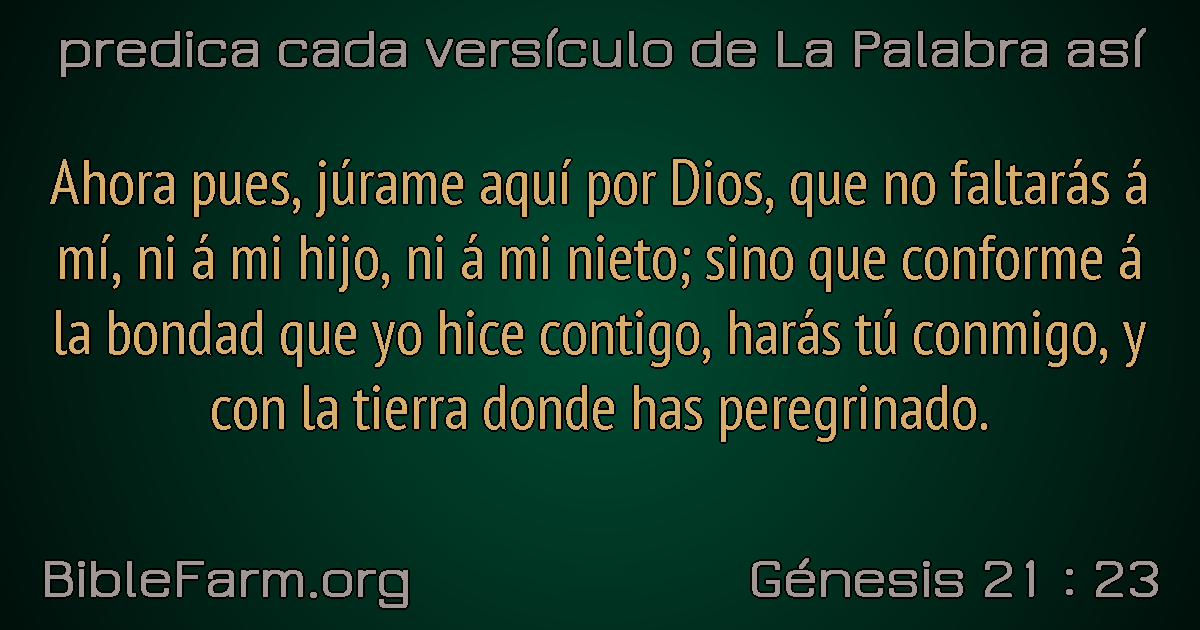 predica cada versículo de La Palabra así
Ahora pues, júrame aquí por Dios, que no faltarás á
mí, ni á mi hijo, ni á mi nieto; sino que conforme á
la bondad que yo hice contigo, harás tú conmigo, y
con la tierra donde has peregrinado.
BibleFarm.org
Génesis 21 : 23